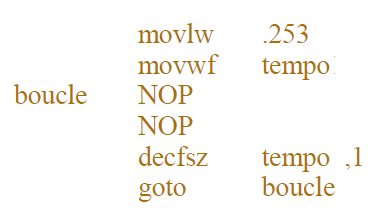 movlw .253
movwf tempo
boucle NOP
NOP
decfsz tempo ,1
goto boucle